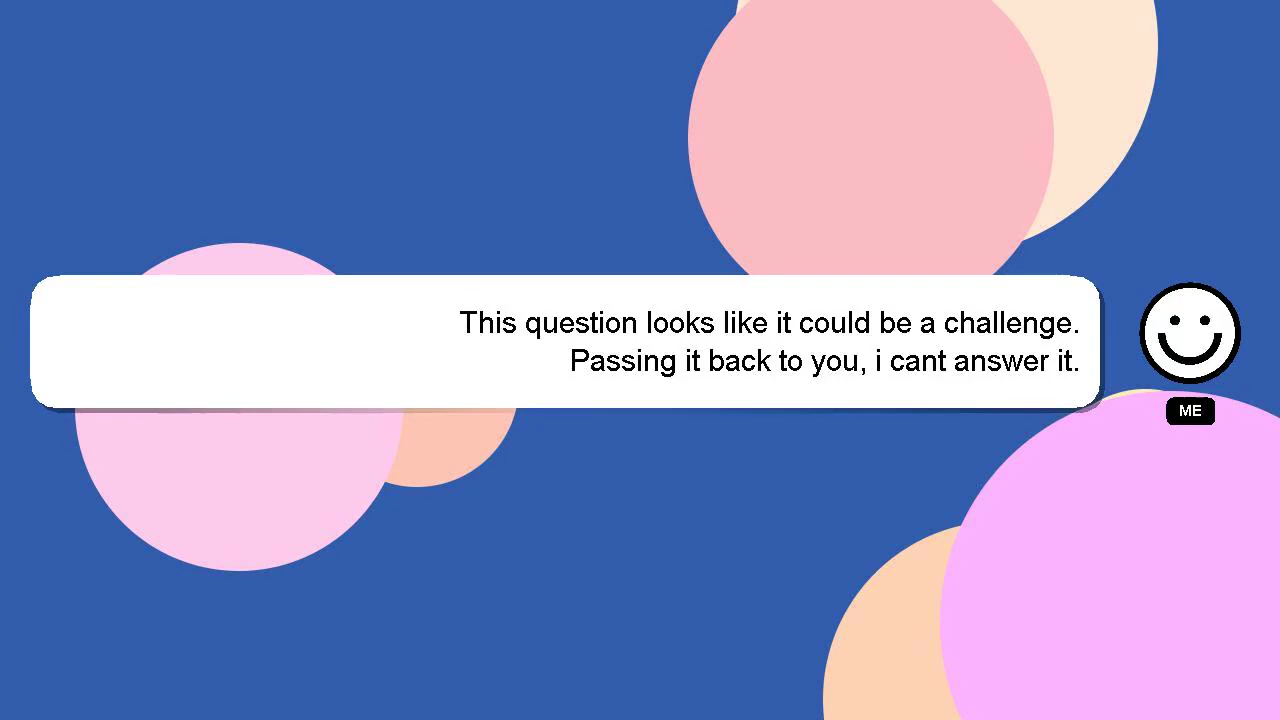 This question looks like it could be a challenge.
Passing it back to you, i cant answer it.
ME